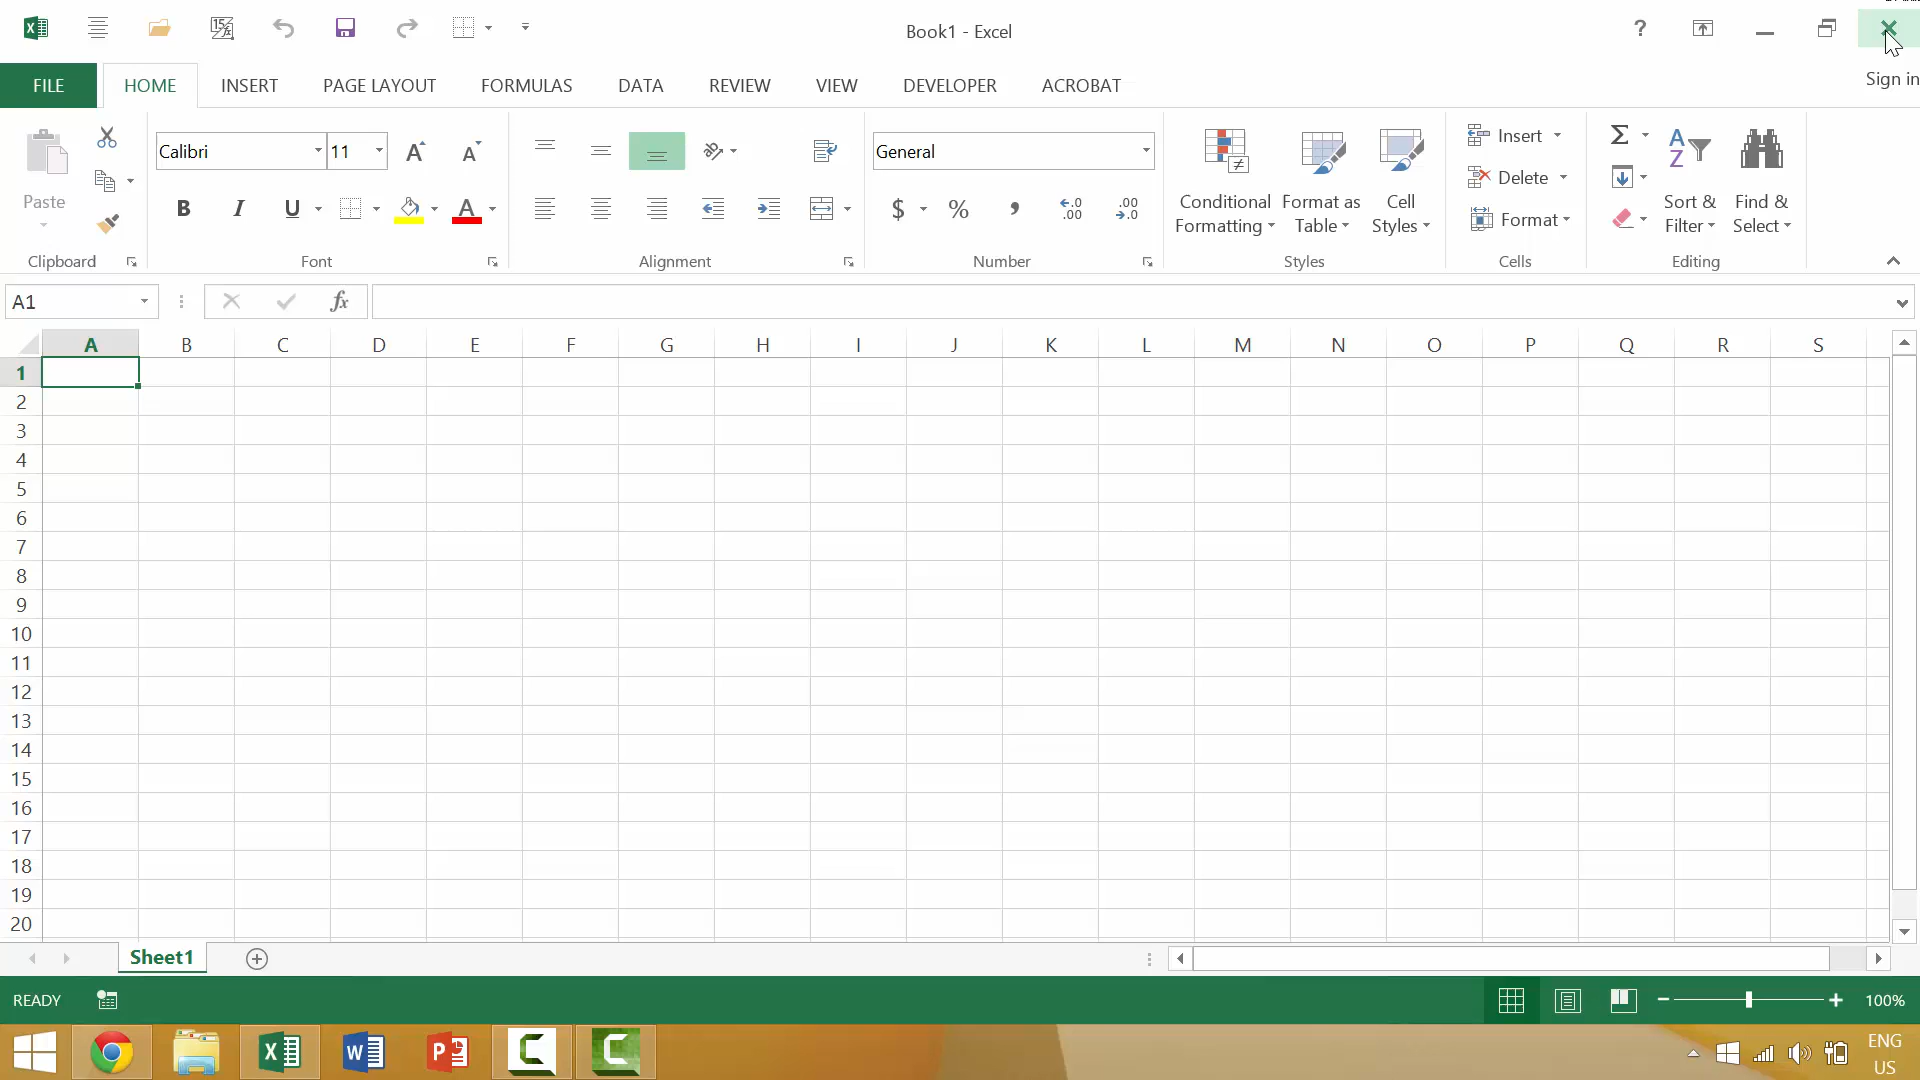 Book1 - Excel
?
Sign in
FILE HOME INSERT PAGE LAYOUT FORMULAS DATA REVIEW VIEW DEVELOPER ACROBAT
Paste
Calibri 11 A A
General
B I U A
$ % , .00 .00
Conditional Formatting
Format as Table
Cell Styles
Insert
Delete
Format
Σ
A Z
Sort & Filter
Find & Select
Clipboard Font Alignment Number Styles Cells Editing
A1 fx
A B C D E F G H I J K L M N O P Q R S
1
2
3
4
5
6
7
8
9
10
11
12
13
14
15
16
17
18
19
20
Sheet1
READY 100%
ENG
US